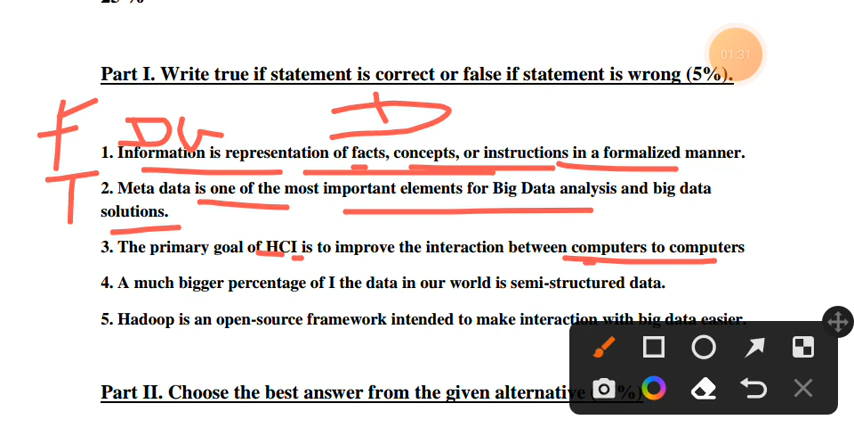 01:31
Part I. Write true if statement is correct or false if statement is wrong (5%).
F
1. Information is representation of facts, concepts, or instructions in a formalized manner.
T
2. Meta data is one of the most important elements for Big Data analysis and big data
solutions.
3. The primary goal of HCI is to improve the interaction between computers to computers
4. A much bigger percentage of I the data in our world is semi-structured data.
5. Hadoop is an open-source framework intended to make interaction with big data easier.
Part II. Choose the best answer from the given alternative %)